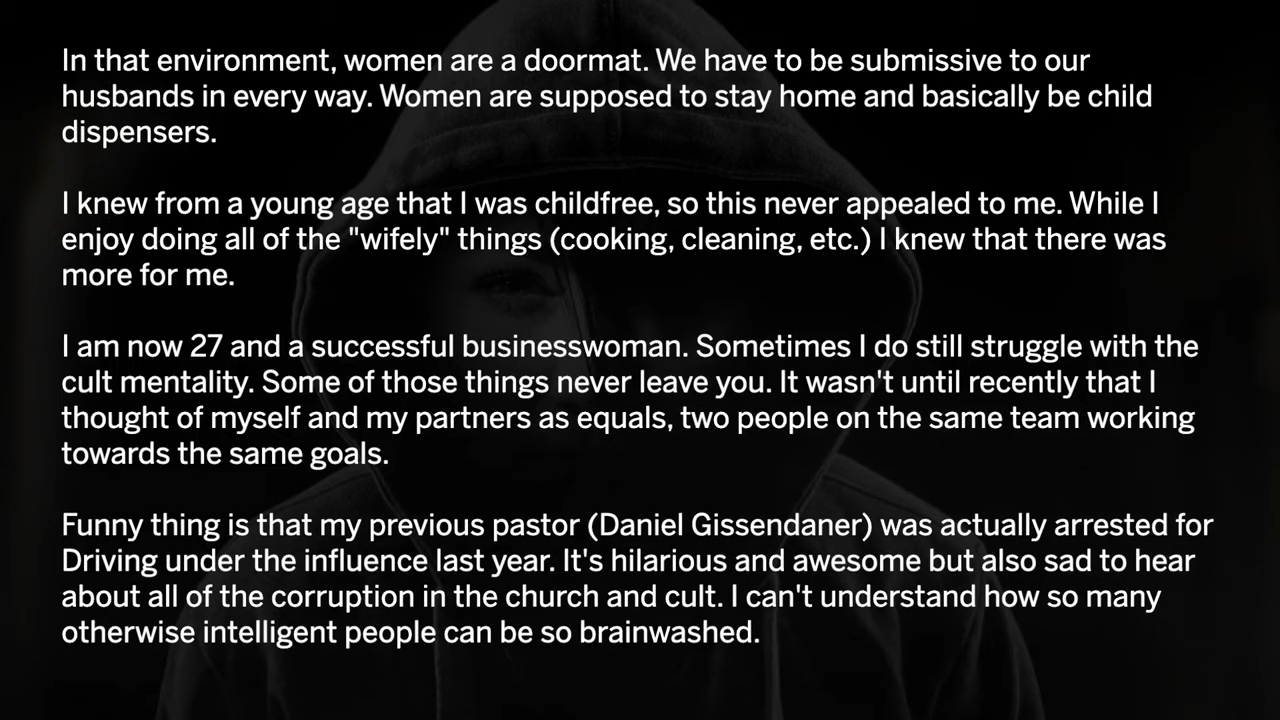 In that environment, women are a doormat. We have to be submissive to our
husbands in every way. Women are supposed to stay home and basically be child
dispensers.
I knew from a young age that I was childfree, so this never appealed to me. While I
enjoy doing all of the "wifely" things (cooking, cleaning, etc.) I knew that there was
more for me.
I am now 27 and a successful businesswoman. Sometimes I do still struggle with the
cult mentality. Some of those things never leave you. It wasn't until recently that I
thought of myself and my partners as equals, two people on the same team working
towards the same goals.
Funny thing is that my previous pastor (Daniel Gissendaner) was actually arrested for
Driving under the influence last year. It's hilarious and awesome but also sad to hear
about all of the corruption in the church and cult. I can't understand how so many
otherwise intelligent people can be so brainwashed.